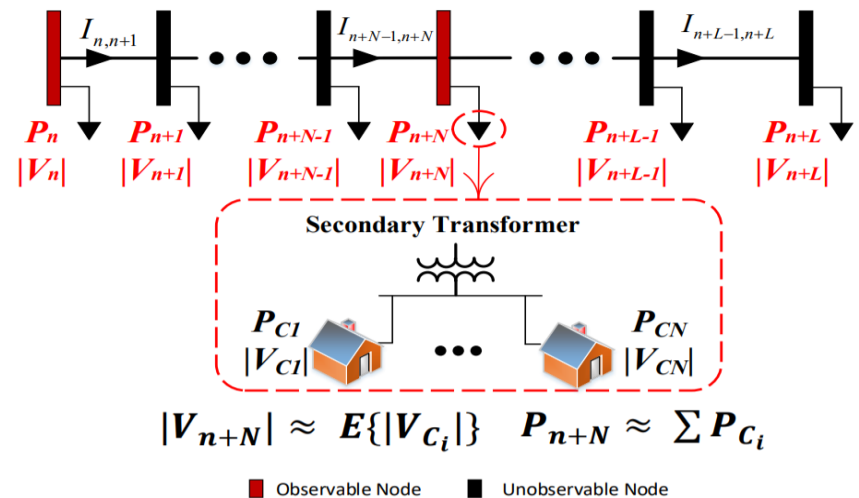 I_{n,n+1} I_{n+N-1,n+N} I_{n+L-1,n+L}
P_n P_{n+1} P_{n+N-1} P_{n+N} P_{n+L-1} P_{n+L}
|V_n| |V_{n+1}| |V_{n+N-1}| |V_{n+N}| |V_{n+L-1}| |V_{n+L}|
Secondary Transformer
P_{C1} P_{CN}
|V_{C1}| ••• |V_{CN}|
|V_{n+N}| ≈ E{|V_{C_i}|} P_{n+N} ≈ ∑ P_{C_i}
Observable Node Unobservable Node